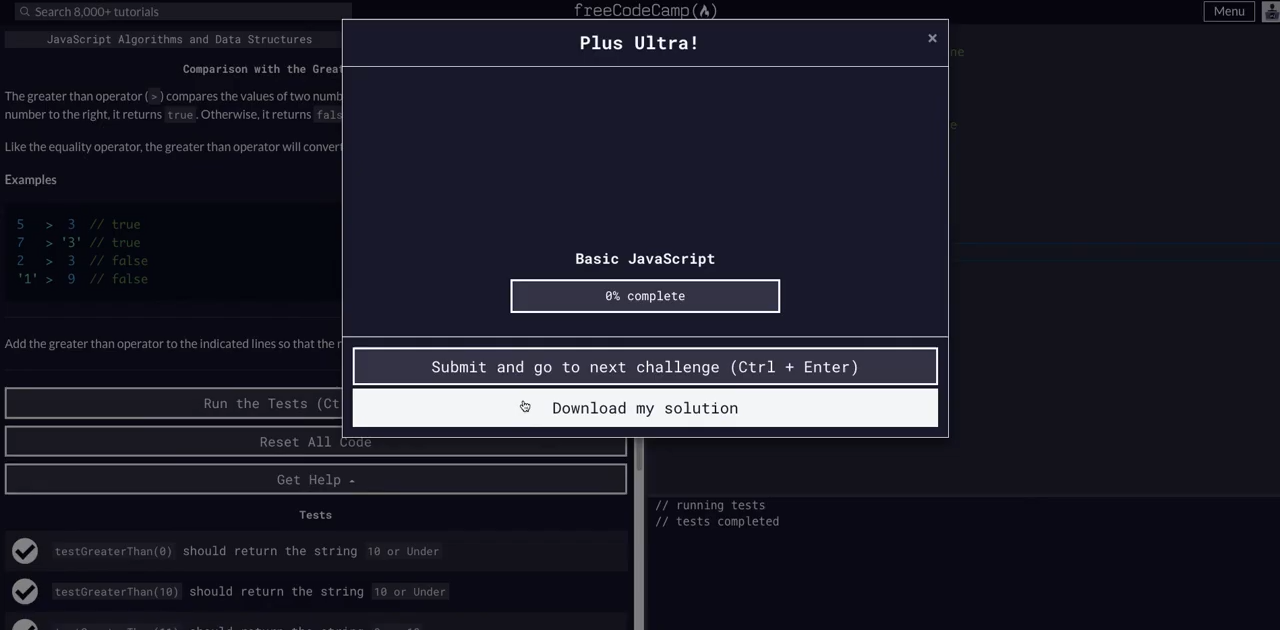 Search 8,000+ tutorials
freeCodeCamp
Menu
JavaScript Algorithms and Data Structures
Comparison with the
The greater than operator ( > ) compares the values of two
number to the right, it returns true. Otherwise, it returns
Like the equality operator, the greater than operator will
Examples
5 > 3 // true
7 > '3' // true
2 > 3 // false
'1' > 9 // false
Add the greater than operator to the indicated lines so that the
Run the Tests
Reset All Code
Get Help
Tests
testGreaterThan(0) should return the string 10 or Under
testGreaterThan(10) should return the string 10 or Under
Plus Ultra!
×
Basic JavaScript
0% complete
Submit and go to next challenge (Ctrl + Enter)
Download my solution
// running tests
// tests completed